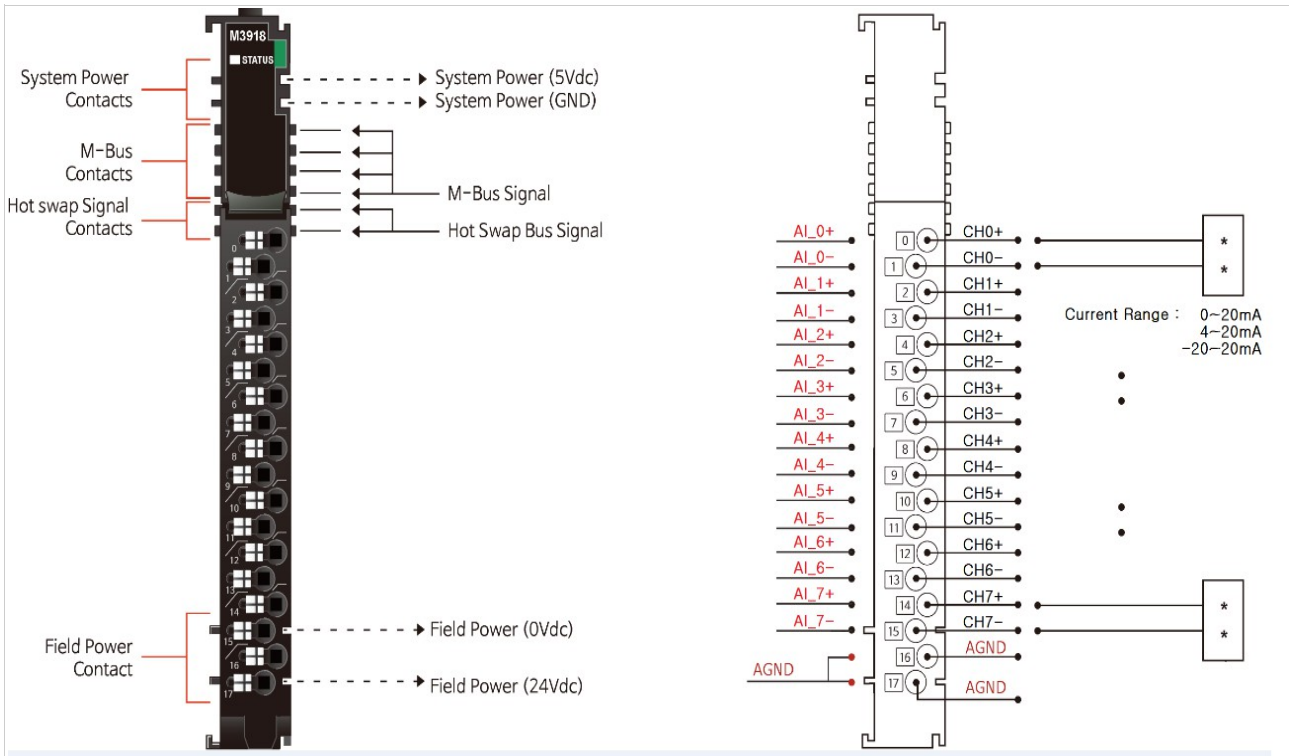 M3918
STATUS
System Power
Contacts
System Power (5Vdc)
System Power (GND)
M-Bus
Contacts
M-Bus Signal
Hot swap Signal
Contacts
Hot Swap Bus Signal
0
1
2
3
4
5
6
7
8
9
10
11
12
13
14
15
16
17
Field Power
Contact
Field Power (0Vdc)
Field Power (24Vdc)
AI_0+ 0 CH0+ *
AI_0- 1 CH0- *
AI_1+ 2 CH1+
AI_1- 3 CH1-
AI_2+ 4 CH2+
AI_2- 5 CH2-
AI_3+ 6 CH3+
AI_3- 7 CH3-
AI_4+ 8 CH4+
AI_4- 9 CH4-
AI_5+ 10 CH5+
AI_5- 11 CH5-
AI_6+ 12 CH6+
AI_6- 13 CH6-
AI_7+ 14 CH7+ *
AI_7- 15 CH7- *
16 AGND
AGND
17 AGND
Current Range : 0~20mA
4~20mA
-20~20mA